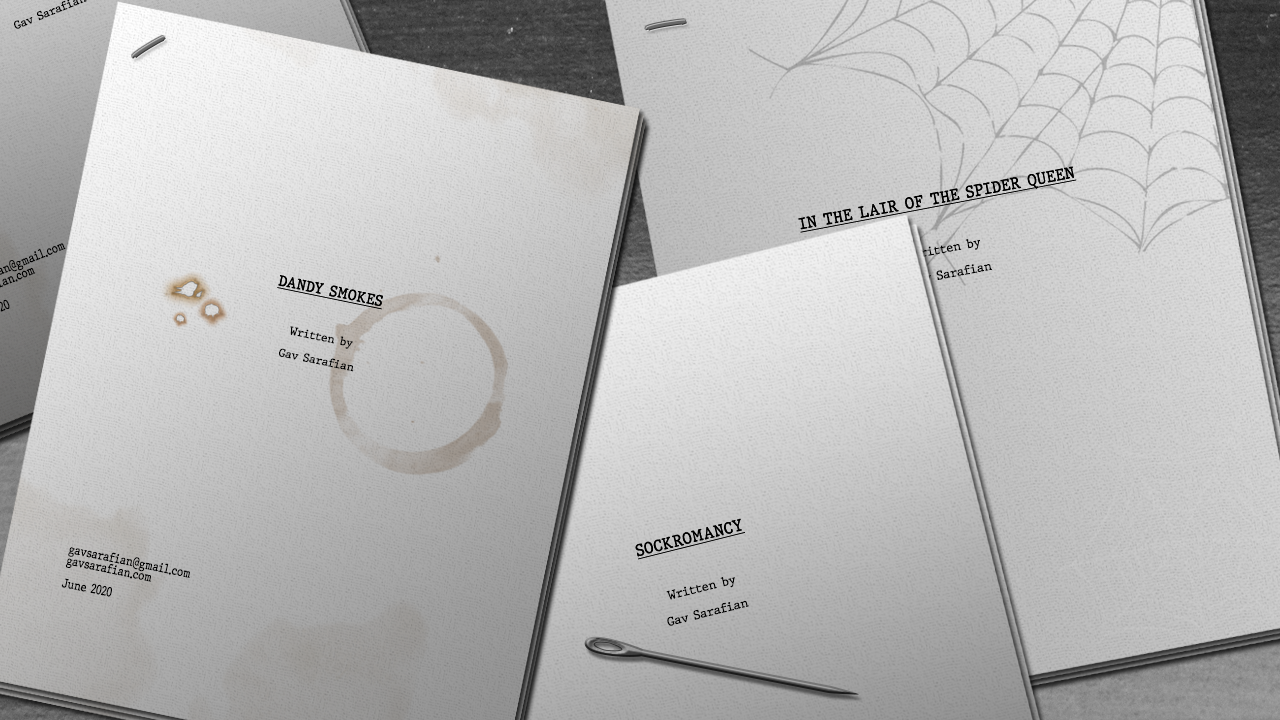 Gav Sarafian
an@gmail.com
an.com
20
DANDY SMOKES
Written by
Gav Sarafian
gavsarafian@gmail.com
gavsarafian.com
June 2020
IN THE LAIR OF THE SPIDER QUEEN
ritten by
Sarafian
SOCKROMANCY
Written by
Gav Sarafian